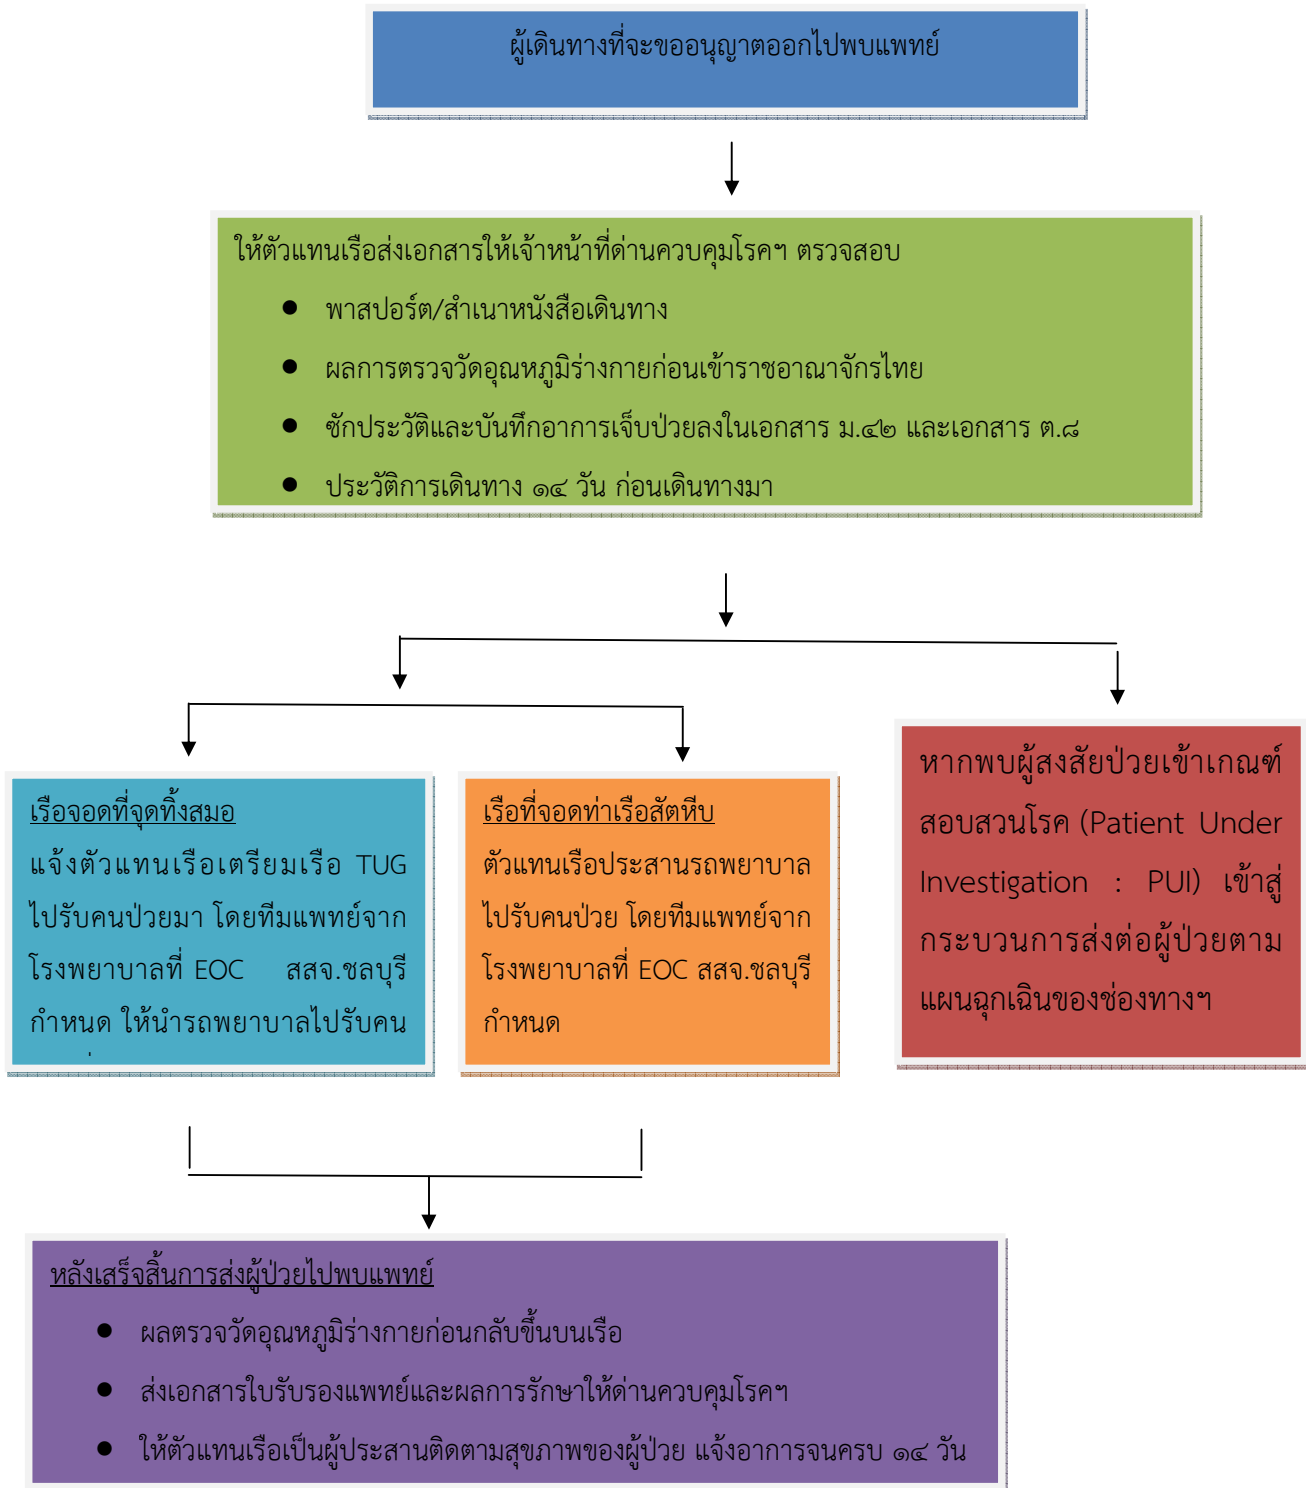 ผู้เดินทางที่จะขออนุญาตออกไปพบแพทย์
ให้ตัวแทนเรือส่งเอกสารให้เจ้าหน้าที่ด่านควบคุมโรคฯ ตรวจสอบ
● พาสปอร์ต/สำเนาหนังสือเดินทาง
● ผลการตรวจวัดอุณหภูมิร่างกายก่อนเข้าราชอาณาจักรไทย
● ซักประวัติและบันทึกอาการเจ็บป่วยลงในเอกสาร ม.๔๒ และเอกสาร ต.๘
● ประวัติการเดินทาง ๑๔ วัน ก่อนเดินทางมา
เรือจอดที่จุดทิ้งสมอ
แจ้งตัวแทนเรือเตรียมเรือ TUG
ไปรับคนป่วยมา โดยทีมแพทย์จาก
โรงพยาบาลที่ EOC สสจ.ชลบุรี
กำหนด ให้นำรถพยาบาลไปรับคน
เรือที่จอดท่าเรือสัตหีบ
ตัวแทนเรือประสานรถพยาบาล
ไปรับคนป่วย โดยทีมแพทย์จาก
โรงพยาบาลที่ EOC สสจ.ชลบุรี
กำหนด
หากพบผู้สงสัยป่วยเข้าเกณฑ์
สอบสวนโรค (Patient Under
Investigation : PUI) เข้าสู่
กระบวนการส่งต่อผู้ป่วยตาม
แผนฉุกเฉินของช่องทางฯ
หลังเสร็จสิ้นการส่งผู้ป่วยไปพบแพทย์
● ผลตรวจวัดอุณหภูมิร่างกายก่อนกลับขึ้นบนเรือ
● ส่งเอกสารใบรับรองแพทย์และผลการรักษาให้ด่านควบคุมโรคฯ
● ให้ตัวแทนเรือเป็นผู้ประสานติดตามสุขภาพของผู้ป่วย แจ้งอาการจนครบ ๑๔ วัน